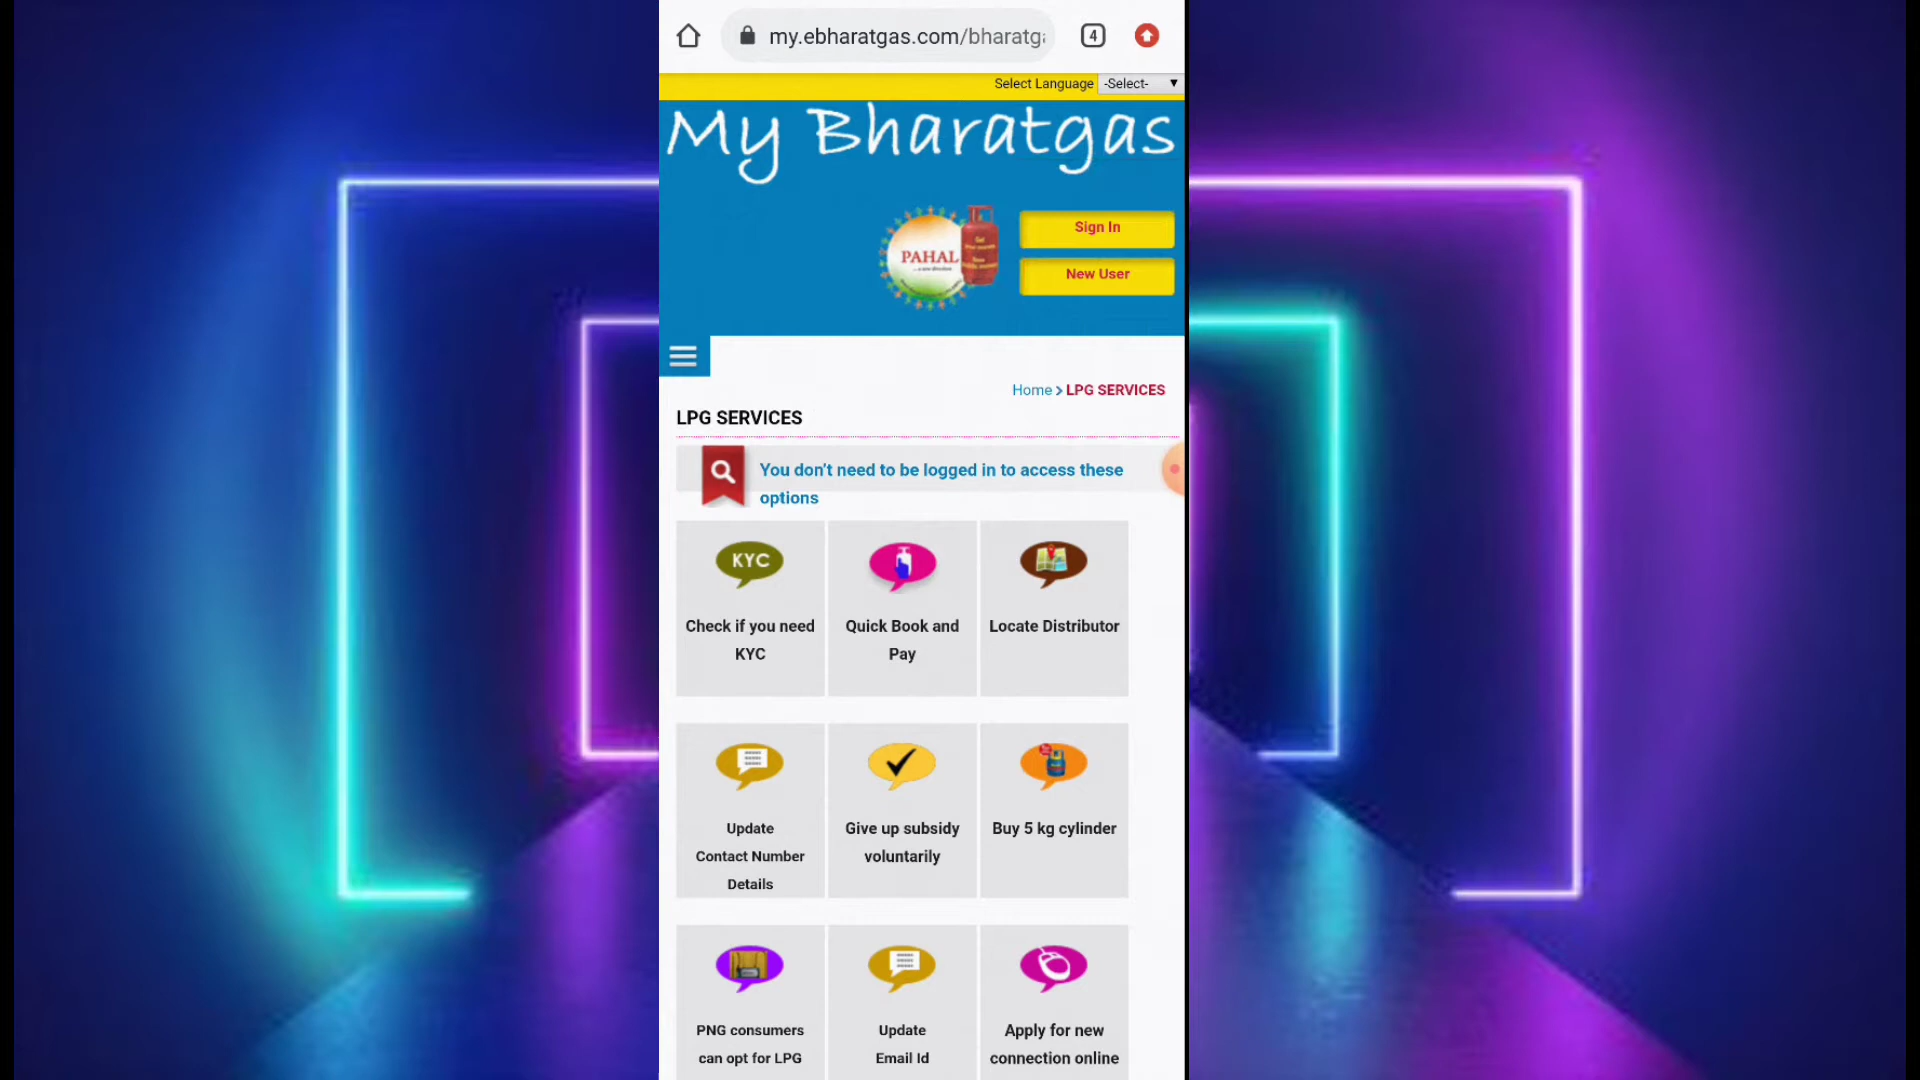 my.ebharatgas.com/bharatg
4
Select Language -Select-
My Bharatgas
PAHAL
Sign In
New User
Home > LPG SERVICES
LPG SERVICES
You don't need to be logged in to access these
options
KYC
Check if you need
KYC
Quick Book and
Pay
Locate Distributor
Update
Contact Number
Details
Give up subsidy
voluntarily
Buy 5 kg cylinder
PNG consumers
can opt for LPG
Update
Email Id
Apply for new
connection online